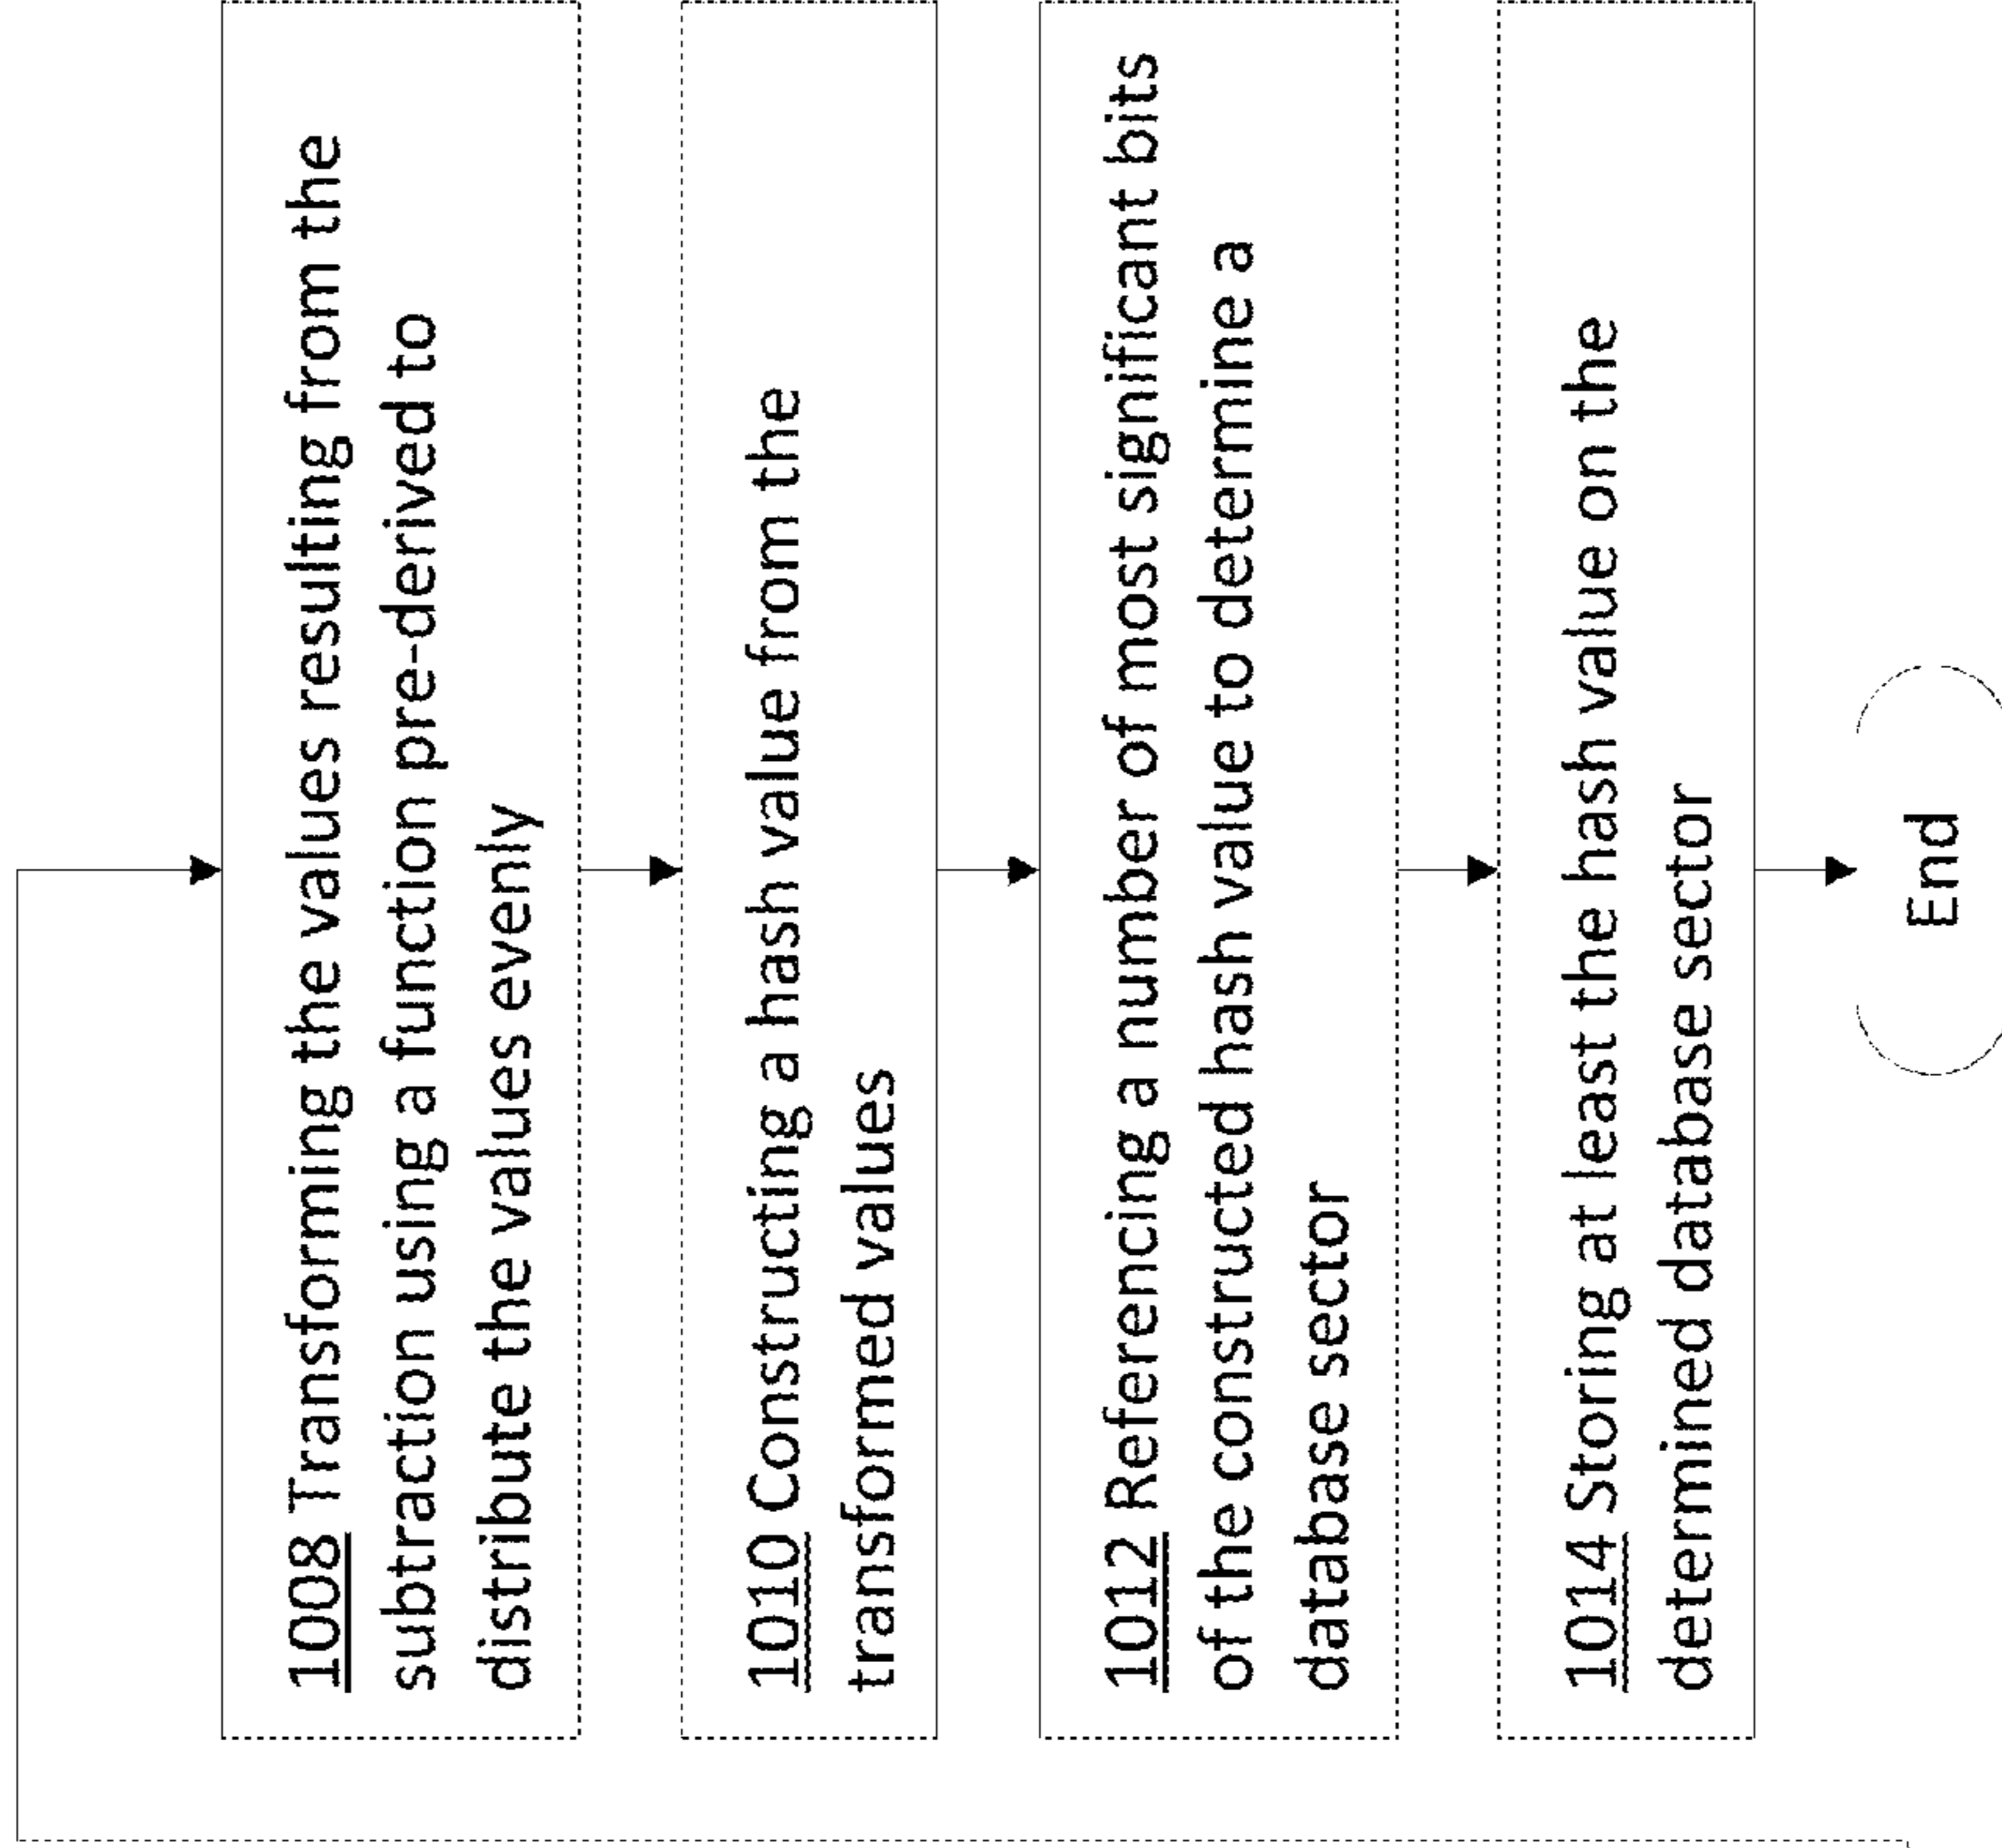 1008 Transforming the values resulting from the
subtraction using a function pre-derived to
distribute the values evenly
1010 Constructing a hash value from the
transformed values
1012 Referencing a number of most significant bits
of the constructed hash value to determine a
database sector
1014 Storing at least the hash value on the
determined database sector
End